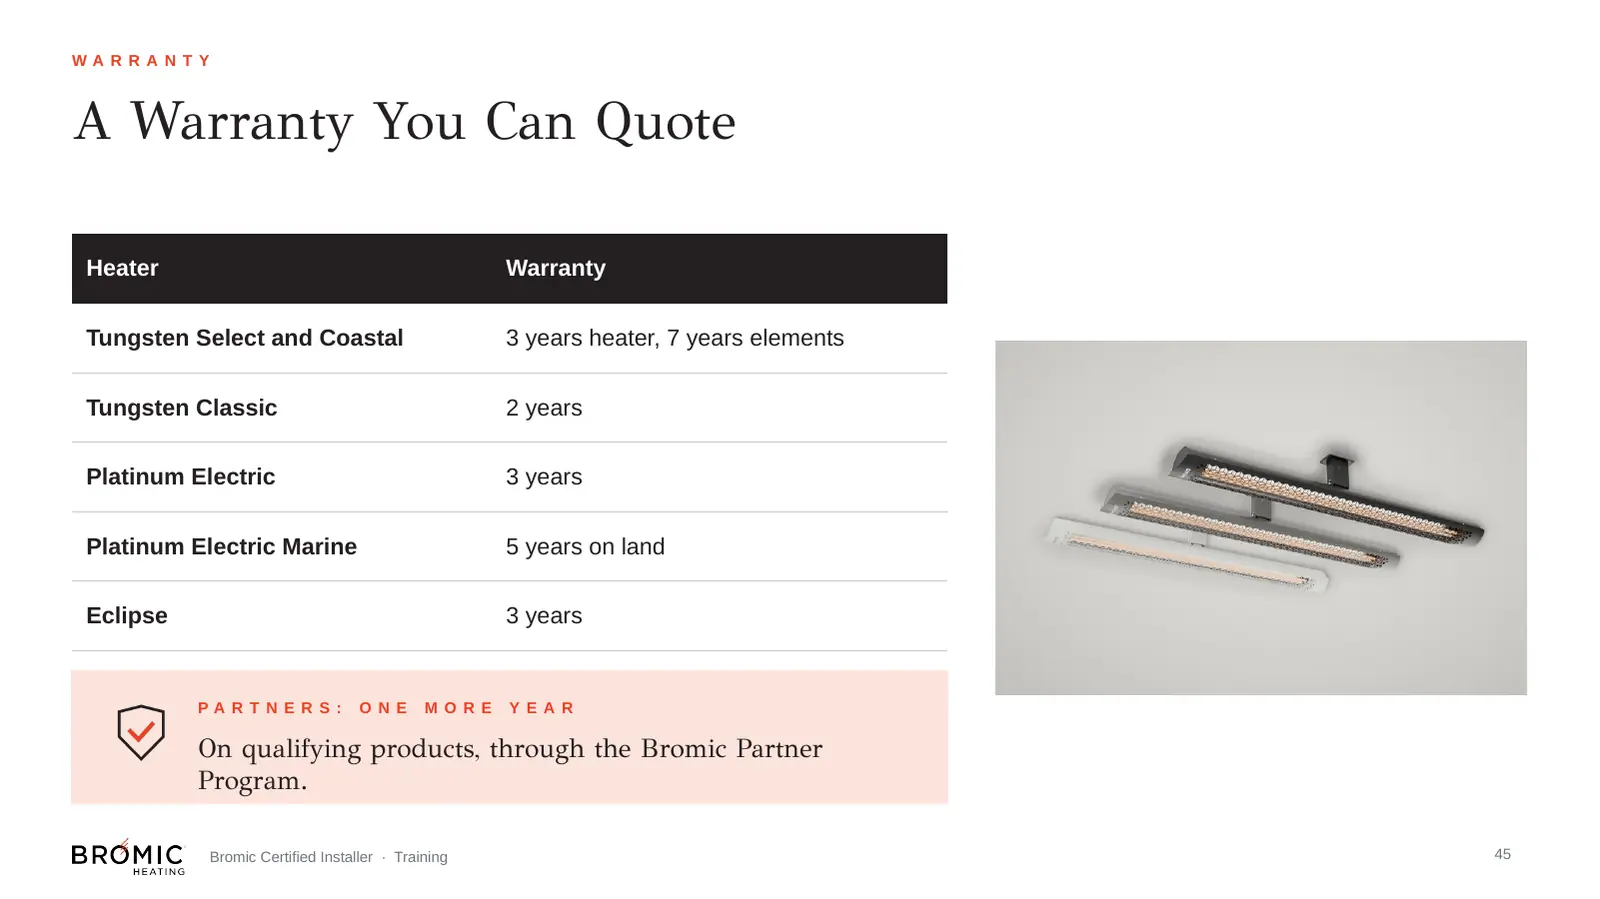 WARRANTY
A Warranty You Can Quote
Heater Warranty
Tungsten Select and Coastal 3 years heater, 7 years elements
Tungsten Classic 2 years
Platinum Electric 3 years
Platinum Electric Marine 5 years on land
Eclipse 3 years
PARTNERS: ONE MORE YEAR
On qualifying products, through the Bromic Partner
Program.
BROMIC
HEATING
Bromic Certified Installer · Training
45